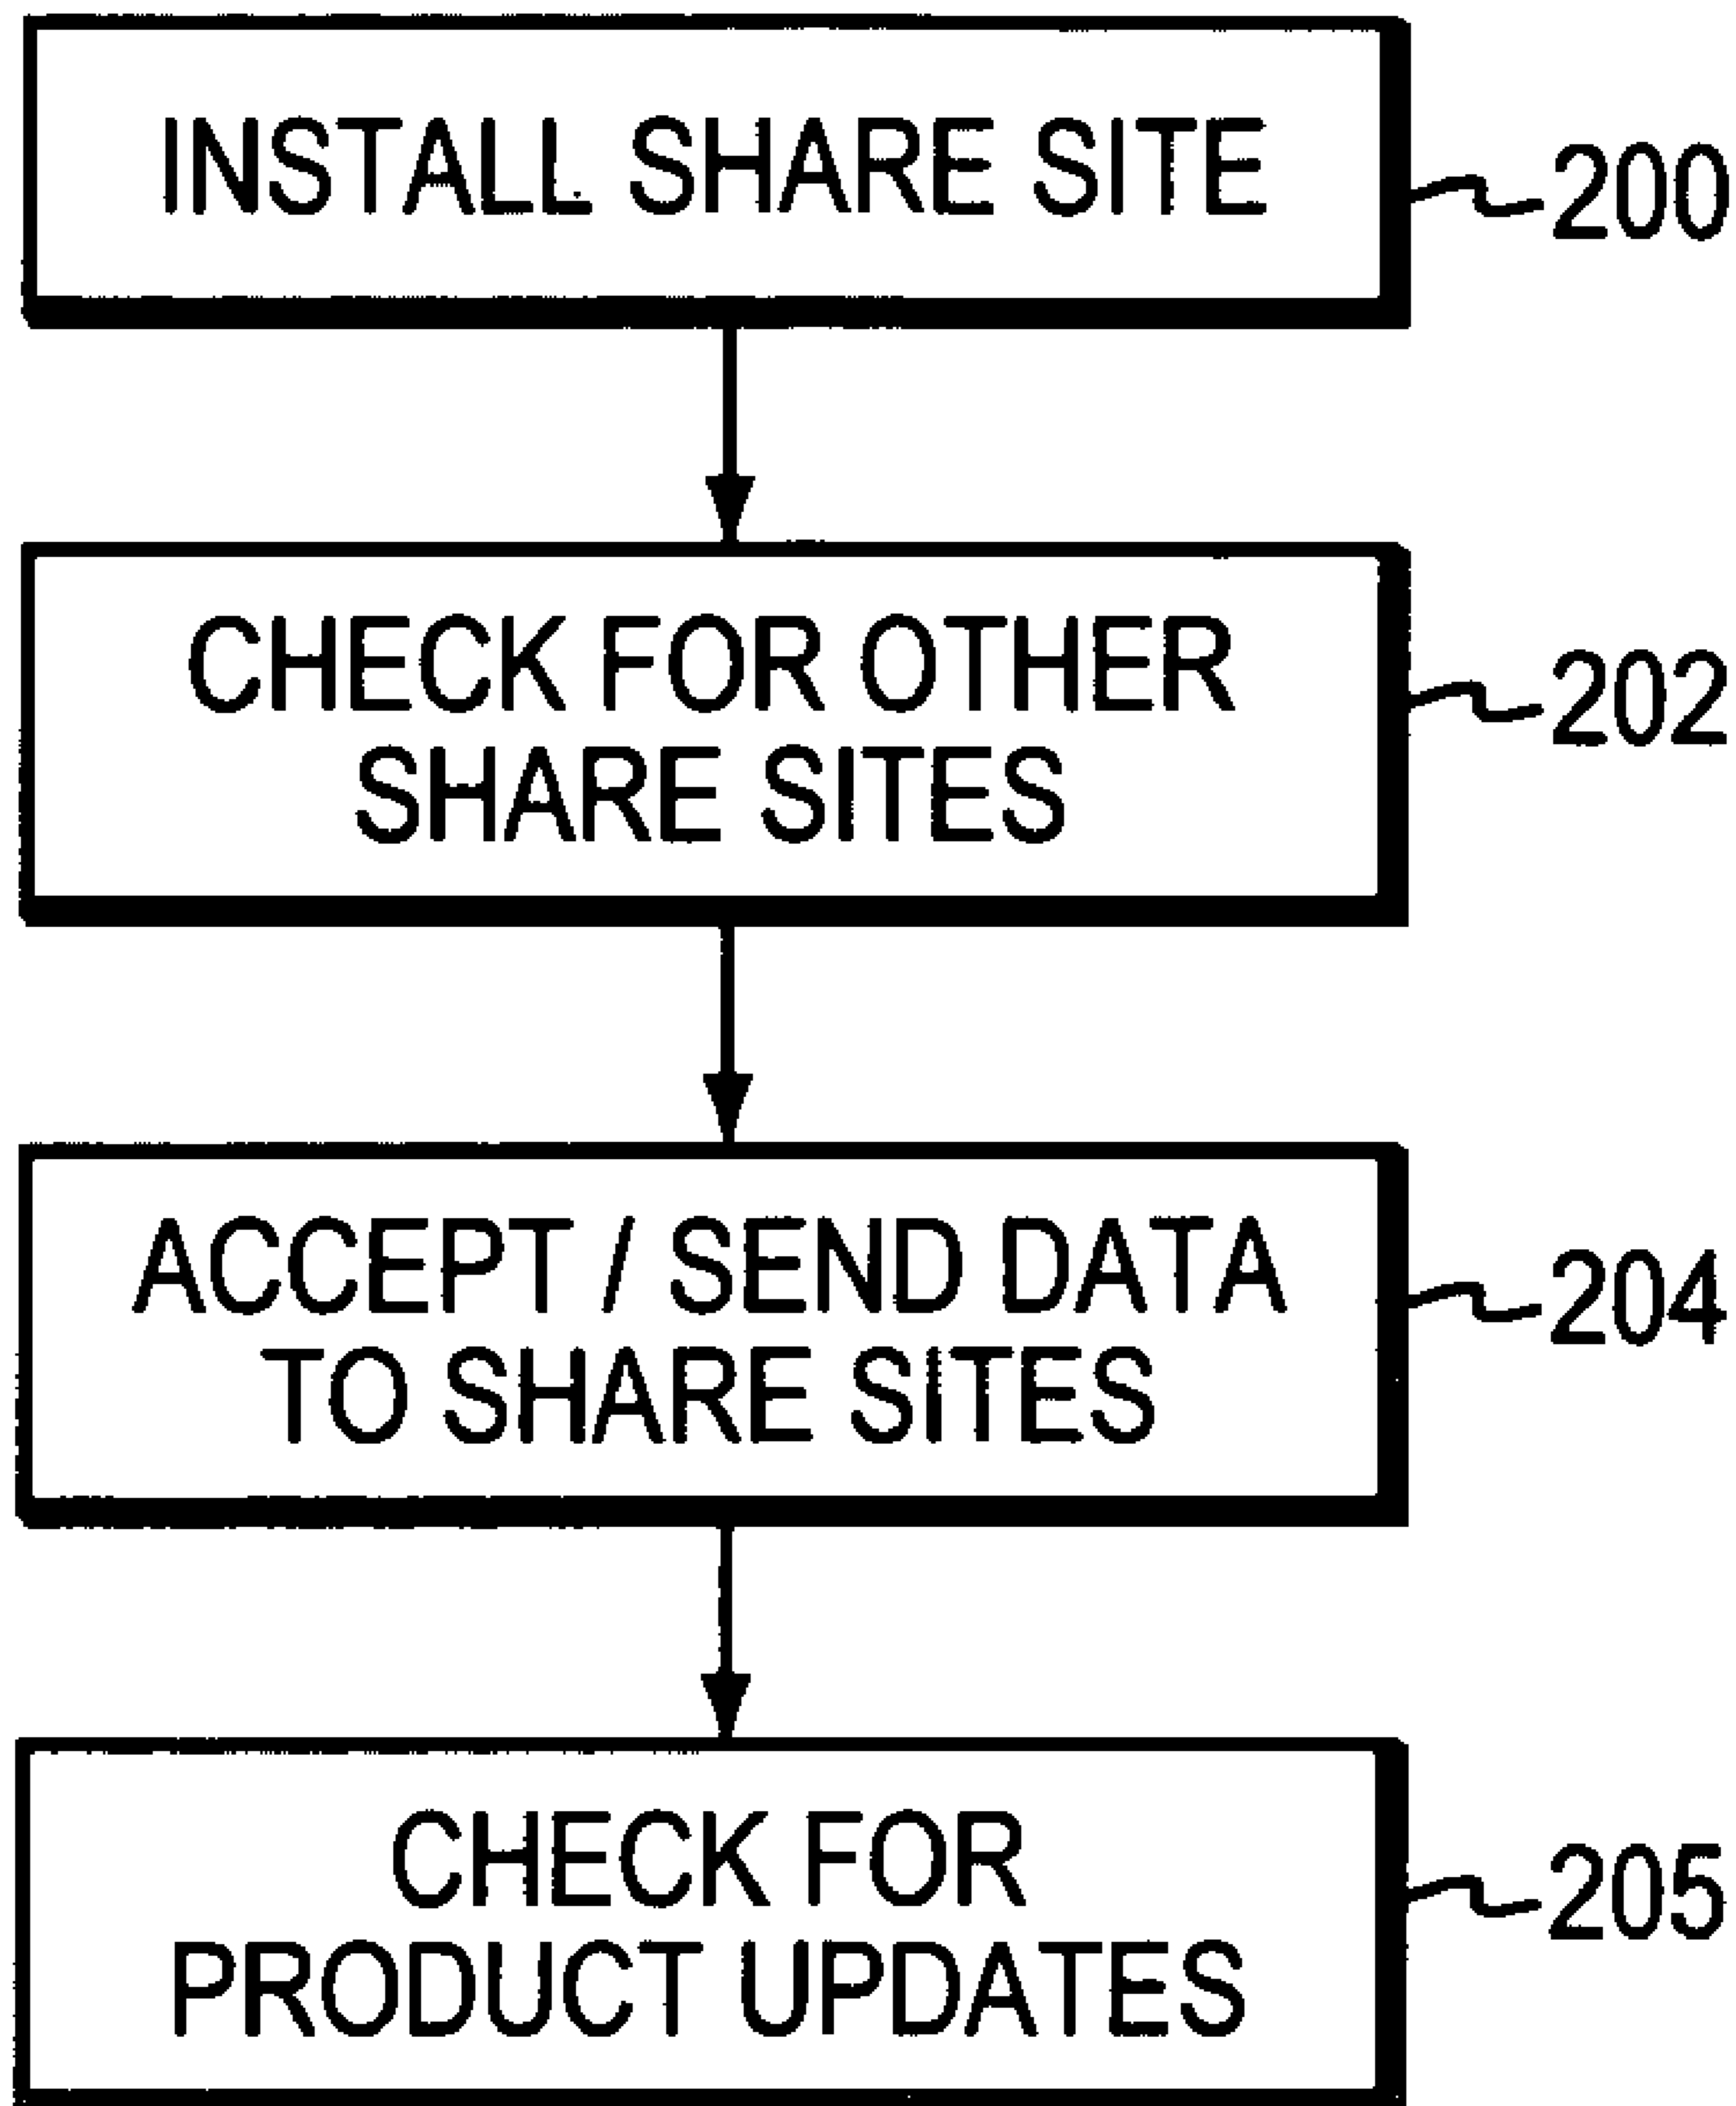 INSTALL SHARE SITE
200
CHECK FOR OTHER
SHARE SITES
202
ACCEPT / SEND DATA
TO SHARE SITES
204
CHECK FOR
PRODUCT UPDATES
205